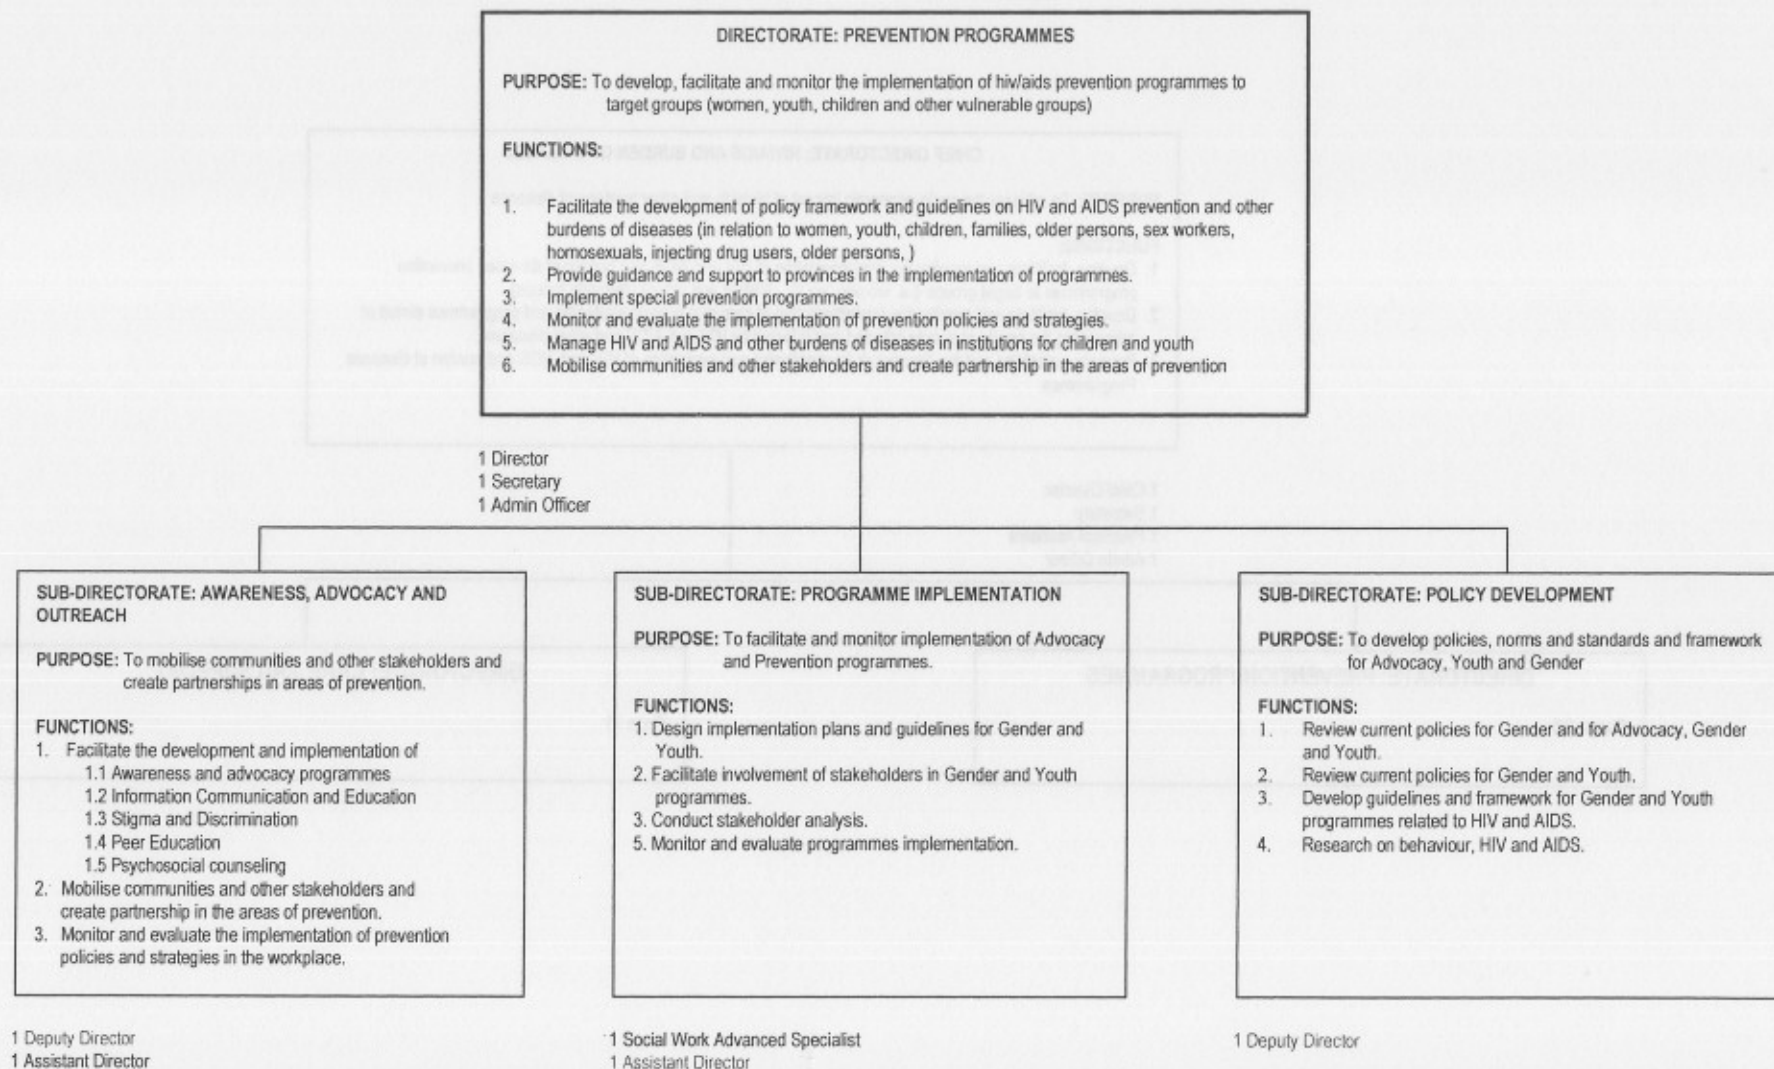 DIRECTORATE: PREVENTION PROGRAMMES
PURPOSE: To develop, facilitate and monitor the implementation of hiv/aids prevention programmes to
target groups (women, youth, children and other vulnerable groups)
FUNCTIONS:
1. Facilitate the development of policy framework and guidelines on HIV and AIDS prevention and other
burdens of diseases (in relation to women, youth, children, families, older persons, sex workers,
homosexuals, injecting drug users, older persons, )
2. Provide guidance and support to provinces in the implementation of programmes.
3. Implement special prevention programmes.
4. Monitor and evaluate the implementation of prevention policies and strategies.
5. Manage HIV and AIDS and other burdens of diseases in institutions for children and youth
6. Mobilise communities and other stakeholders and create partnership in the areas of prevention
1 Director
1 Secretary
1 Admin Officer
SUB-DIRECTORATE: AWARENESS, ADVOCACY AND
OUTREACH
PURPOSE: To mobilise communities and other stakeholders and
create partnerships in areas of prevention.
FUNCTIONS:
1. Facilitate the development and implementation of
1.1 Awareness and advocacy programmes
1.2 Information Communication and Education
1.3 Stigma and Discrimination
1.4 Peer Education
1.5 Psychosocial counseling
2. Mobilise communities and other stakeholders and
create partnership in the areas of prevention.
3. Monitor and evaluate the implementation of prevention
policies and strategies in the workplace.
1 Deputy Director
1 Assistant Director
SUB-DIRECTORATE: PROGRAMME IMPLEMENTATION
PURPOSE: To facilitate and monitor implementation of Advocacy
and Prevention programmes.
FUNCTIONS:
1. Design implementation plans and guidelines for Gender and
Youth.
2. Facilitate involvement of stakeholders in Gender and Youth
programmes.
3. Conduct stakeholder analysis.
5. Monitor and evaluate programmes implementation.
1 Social Work Advanced Specialist
1 Assistant Director
SUB-DIRECTORATE: POLICY DEVELOPMENT
PURPOSE: To develop policies, norms and standards and framework
for Advocacy, Youth and Gender
FUNCTIONS:
1. Review current policies for Gender and for Advocacy, Gender
and Youth.
2. Review current policies for Gender and Youth.
3. Develop guidelines and framework for Gender and Youth
programmes related to HIV and AIDS.
4. Research on behaviour, HIV and AIDS.
1 Deputy Director